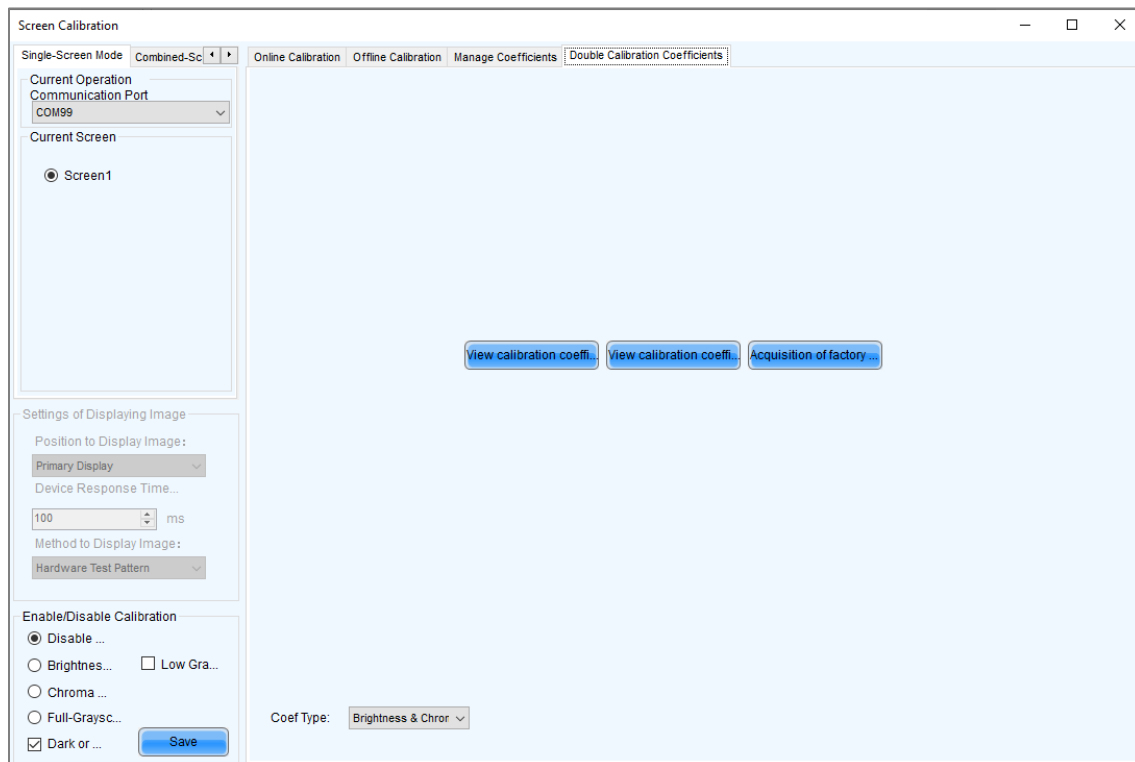 Screen Calibration
Single-Screen Mode
Combined-Sc
Online Calibration
Offline Calibration
Manage Coefficients
Double Calibration Coefficients
Current Operation
Communication Port
COM99
Current Screen
Screen1
View calibration coeffi...
View calibration coeffi...
Acquisition of factory ...
Settings of Displaying Image
Position to Display Image:
Primary Display
Device Response Time...
100
ms
Method to Display Image:
Hardware Test Pattern
Enable/Disable Calibration
Disable ...
Brightnes...
Low Gra...
Chroma ...
Full-Graysc...
Dark or ...
Save
Coef Type:
Brightness & Chror